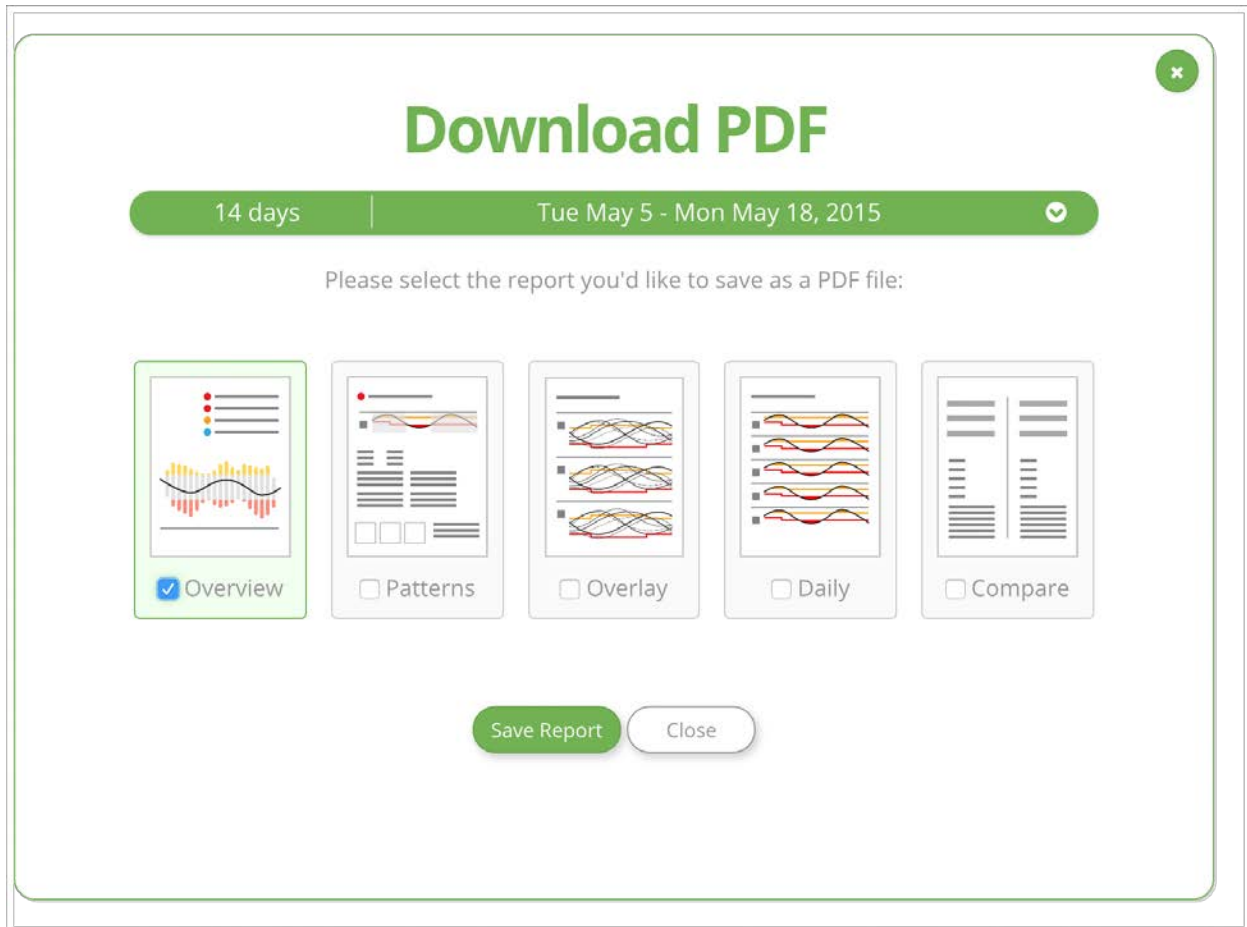 Download PDF
14 days Tue May 5 - Mon May 18, 2015
Please select the report you'd like to save as a PDF file:
Overview Patterns Overlay Daily Compare
Save Report Close